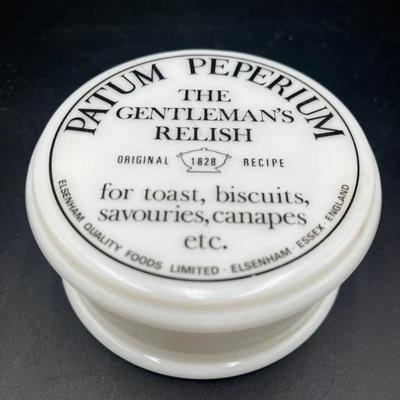 PATUM PEPERIUM
THE
GENTLEMAN'S
RELISH
ORIGINAL 1828 RECIPE
for toast, biscuits,
savouries, canapes
etc.
ELSENHAM QUALITY FOODS LIMITED · ELSENHAM · ESSEX ENGLAND